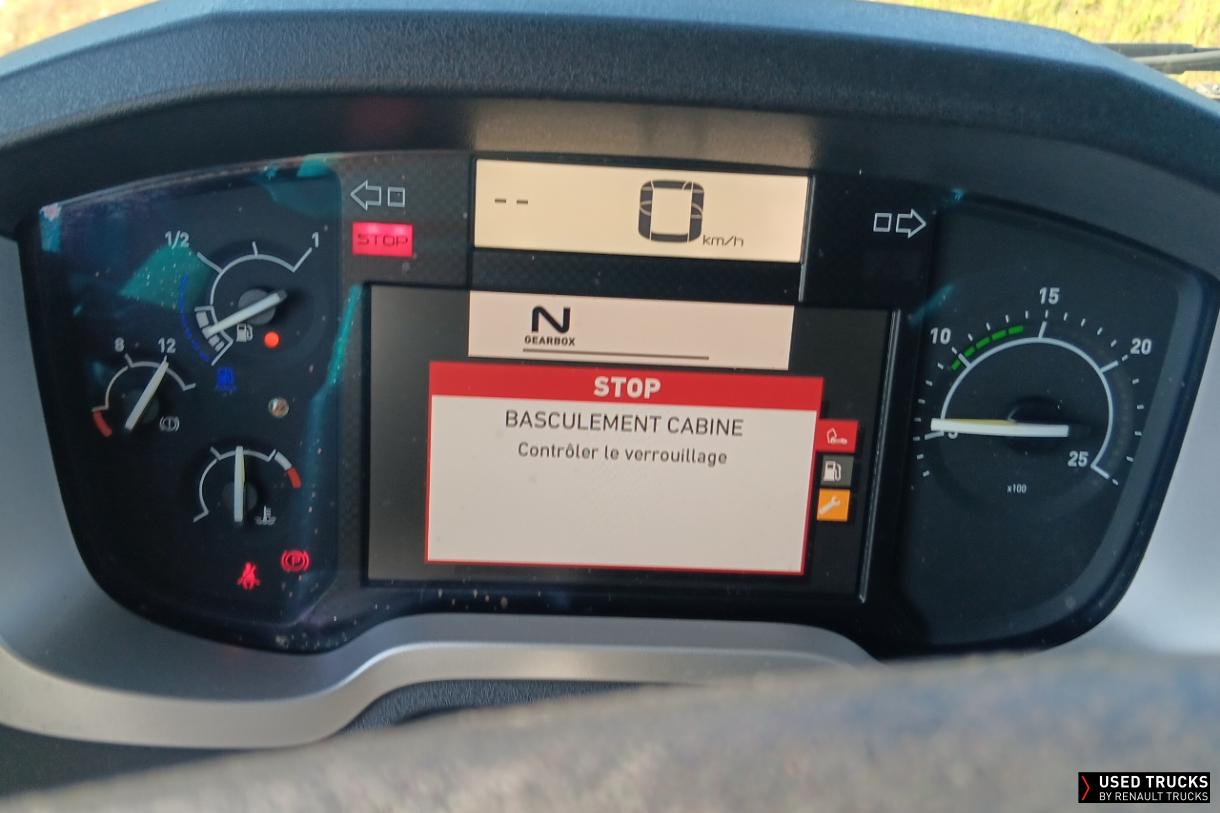 1/2
1
STOP
-- 0
km/h
N
GEARBOX
8
12
STOP
BASCULEMENT CABINE
Contrôler le verrouillage
P
10
15
20
25
x100
USED TRUCKS
BY RENAULT TRUCKS